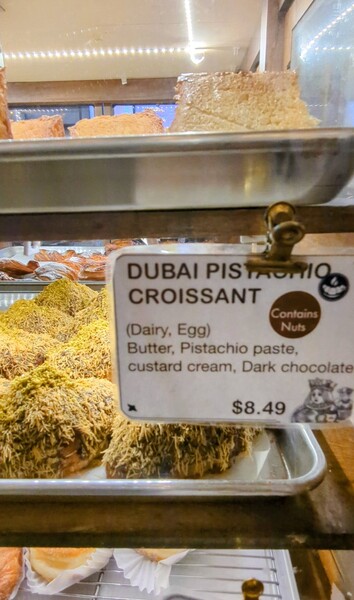 DUBAI PISTACHIO
CROISSANT
Contains
Nuts
(Dairy, Egg)
Butter, Pistachio paste,
custard cream, Dark chocolate
$8.49